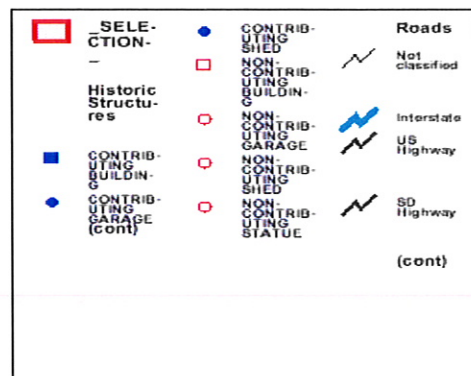 _SELE-
CTION-
_
Historic
Structu-
res
CONTRIB-
UTING
BUILDIN-
G
CONTRIB-
UTING
GARAGE
(cont)
CONTRIB-
UTING
SHED
NON-
CONTRIB-
UTING
BUILDIN-
G
NON-
CONTRIB-
UTING
GARAGE
NON-
CONTRIB-
UTING
SHED
NON-
CONTRIB-
UTING
STATUE
Roads
Not
classified
Interstate
US
Highway
SD
Highway
(cont)